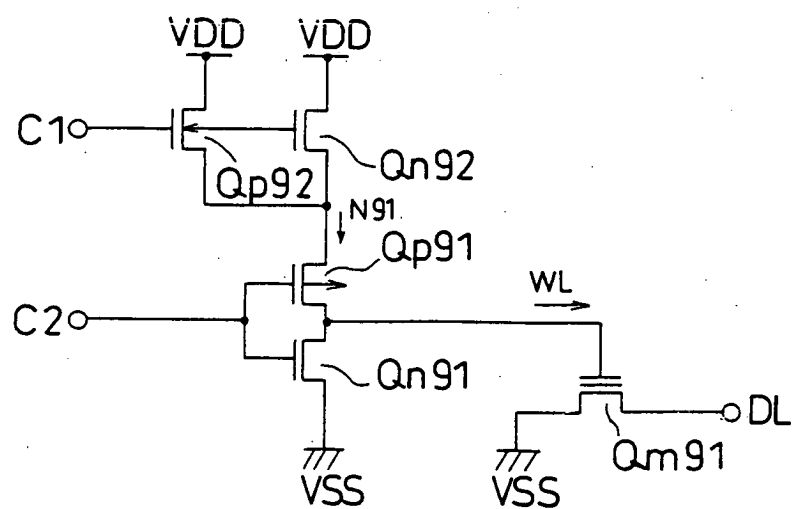 VDD VDD
C1
Qp92
Qn92
N91
Qp91
WL
C2
Qn91
DL
Qm91
VSS
VSS